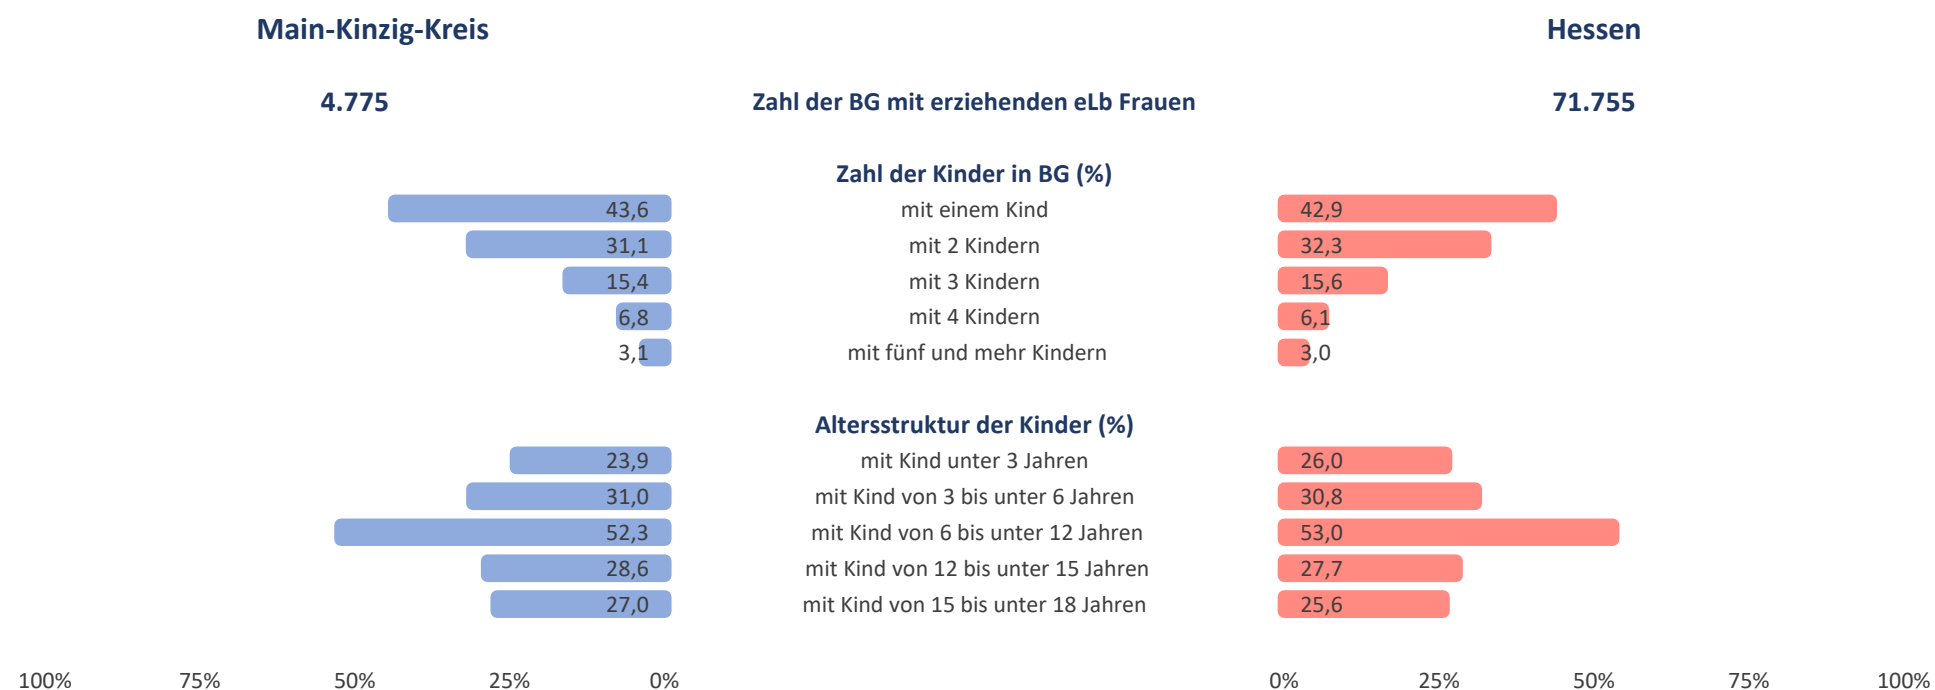 Main-Kinzig-Kreis Hessen
4.775 Zahl der BG mit erziehenden eLb Frauen 71.755
Zahl der Kinder in BG (%)
43,6 mit einem Kind 42,9
31,1 mit 2 Kindern 32,3
15,4 mit 3 Kindern 15,6
6,8 mit 4 Kindern 6,1
3,1 mit fünf und mehr Kindern 3,0
Altersstruktur der Kinder (%)
23,9 mit Kind unter 3 Jahren 26,0
31,0 mit Kind von 3 bis unter 6 Jahren 30,8
52,3 mit Kind von 6 bis unter 12 Jahren 53,0
28,6 mit Kind von 12 bis unter 15 Jahren 27,7
27,0 mit Kind von 15 bis unter 18 Jahren 25,6
100% 75% 50% 25% 0% 0% 25% 50% 75% 100%